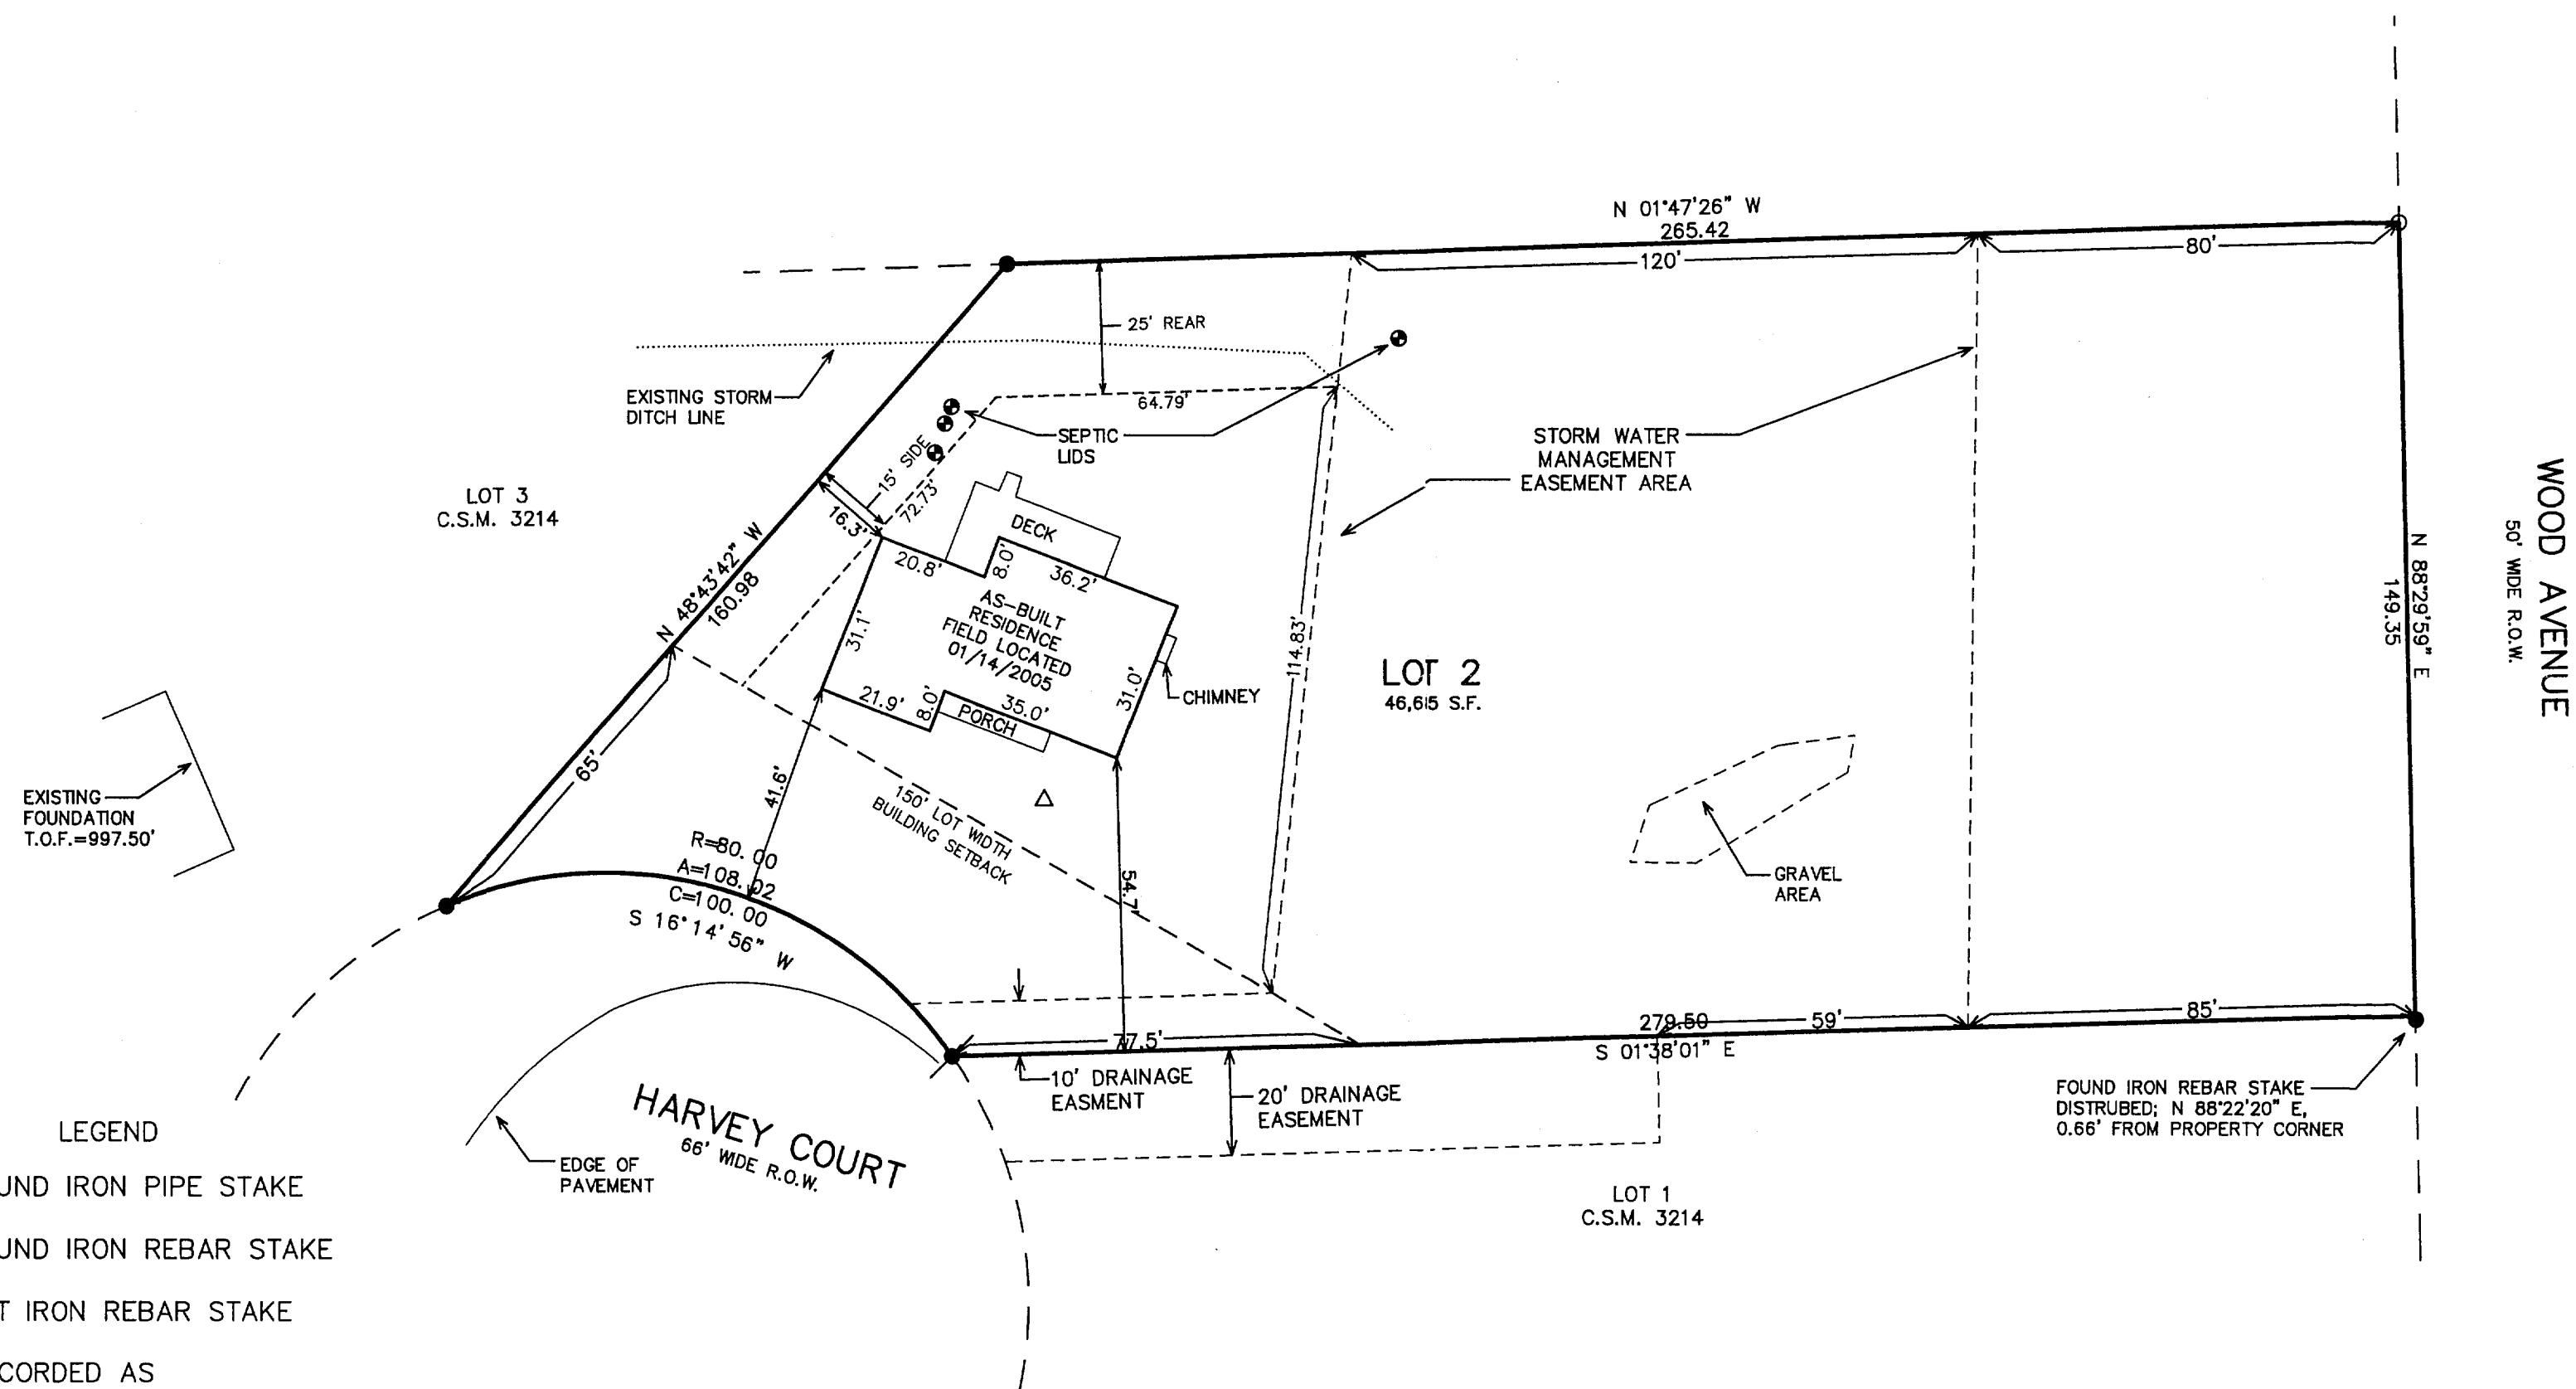 N 01°47'26" W
265.42
120'
80'
25' REAR
EXISTING STORM
DITCH LINE
64.79'
SEPTIC
LIDS
15' SIDE
72.73'
16.3'
STORM WATER
MANAGEMENT
EASEMENT AREA
LOT 3
C.S.M. 3214
N 48°43'42" W
160.98
DECK
20.8'
8.0'
36.2'
AS-BUILT
RESIDENCE
FIELD LOCATED
01/14/2005
31.1'
31.0'
21.9'
8.0'
35.0'
PORCH
CHIMNEY
114.83'
LOT 2
46,615 S.F.
WOOD AVENUE
50' WIDE R.O.W.
N 88°29'59" E
149.35
65'
41.6'
EXISTING
FOUNDATION
T.O.F.=997.50'
150' LOT WIDTH
BUILDING SETBACK
R=80.00
A=108.02
C=100.00
S 16°14'56" W
54.7'
GRAVEL
AREA
77.5'
279.50
59'
85'
S 01°38'01" E
10' DRAINAGE
EASMENT
20' DRAINAGE
EASEMENT
FOUND IRON REBAR STAKE
DISTRUBED; N 88°22'20" E,
0.66' FROM PROPERTY CORNER
HARVEY COURT
66' WIDE R.O.W.
EDGE OF
PAVEMENT
LOT 1
C.S.M. 3214
LEGEND
UND IRON PIPE STAKE
UND IRON REBAR STAKE
T IRON REBAR STAKE
CORDED AS